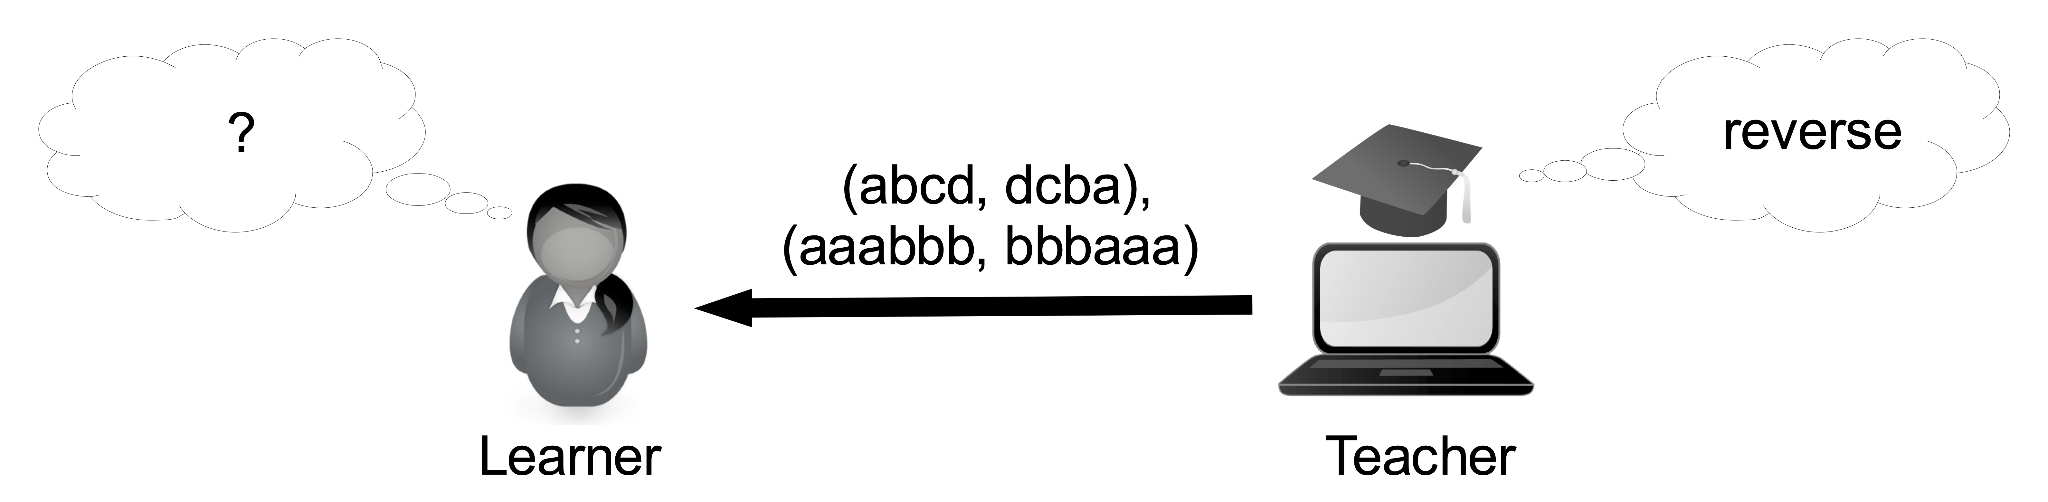 ?
reverse
(abcd, dcba),
(aaabbb, bbbaaa)
Learner
Teacher